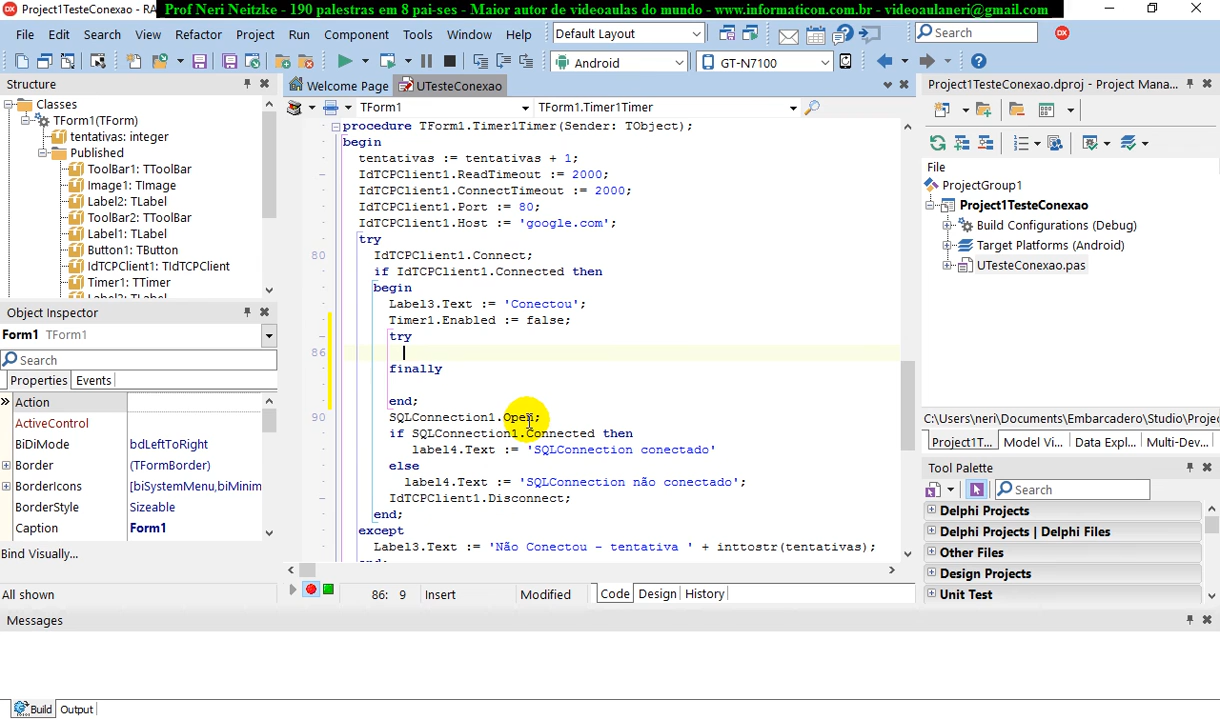 Project1TesteConexao - RA
Prof Neri Neitzke - 190 palestras em 8 pai-ses - Maior autor de videoaulas do mundo - www.informaticon.com.br - videoaulaneri@gmail.com
File Edit Search View Refactor Project Run Component Tools Window Help
Default Layout
Search
DX
Android
GT-N7100
Structure
Welcome Page
UTesteConexao
Project1TesteConexao.dproj - Project Mana...
Classes
TForm1(TForm)
tentativas: integer
Published
ToolBar1: TToolBar
Image1: TImage
Label2: TLabel
ToolBar2: TToolBar
Label1: TLabel
Button1: TButton
IdTCPClient1: TIdTCPClient
Timer1: TTimer
Label3: TLabel
TForm1
TForm1.Timer1Timer
procedure TForm1.Timer1Timer(Sender: TObject);
begin
tentativas := tentativas + 1;
IdTCPClient1.ReadTimeout := 2000;
IdTCPClient1.ConnectTimeout := 2000;
IdTCPClient1.Port := 80;
IdTCPClient1.Host := 'google.com';
try
80 IdTCPClient1.Connect;
if IdTCPClient1.Connected then
begin
Label3.Text := 'Conectou';
Timer1.Enabled := false;
try
86
finally
end;
90 SQLConnection1.Open;
if SQLConnection1.Connected then
label4.Text := 'SQLConnection conectado'
else
label4.Text := 'SQLConnection não conectado';
IdTCPClient1.Disconnect;
end;
except
Label3.Text := 'Não Conectou - tentativa ' + inttostr(tentativas);
end;
86: 9 Insert Modified Code Design History
File
ProjectGroup1
Project1TesteConexao
Build Configurations (Debug)
Target Platforms (Android)
UTesteConexao.pas
C:\Users\neri\Documents\Embarcadero\Studio\Projec
Project1T... Model Vi... Data Expl... Multi-Dev...
Tool Palette
Search
Delphi Projects
Delphi Projects | Delphi Files
Other Files
Design Projects
Unit Test
Object Inspector
Form1 TForm1
Search
Properties Events
Action
ActiveControl
BiDiMode bdLeftToRight
Border (TFormBorder)
BorderIcons [biSystemMenu,biMinim
BorderStyle Sizeable
Caption Form1
Bind Visually...
All shown
Messages
Build Output